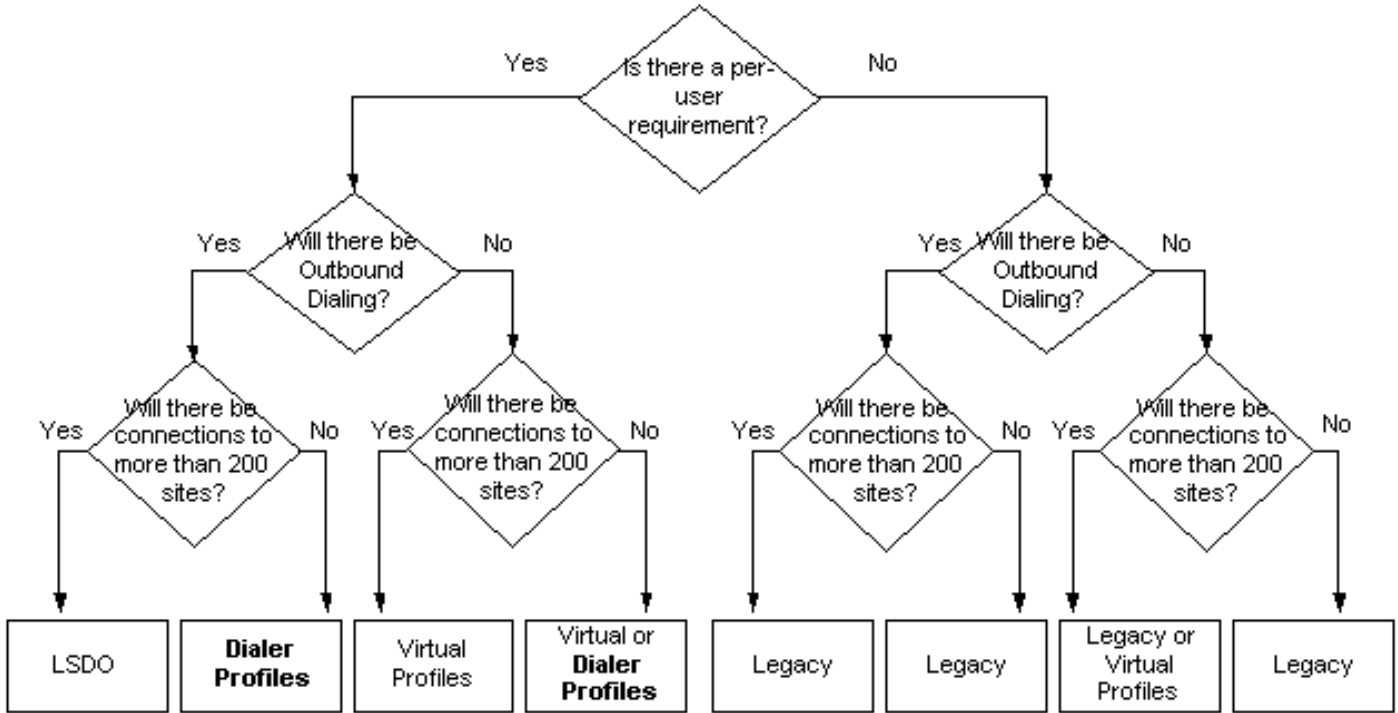 Yes
Is there a per-
user
requirement?
No
Yes
Will there be
Outbound
Dialing?
No
Yes
Will there be
Outbound
Dialing?
No
Yes
Will there be
connections to
more than 200
sites?
No
Yes
Will there be
connections to
more than 200
sites?
No
Yes
Will there be
connections to
more than 200
sites?
No
Yes
Will there be
connections to
more than 200
sites?
No
LSDO
Dialer
Profiles
Virtual
Profiles
Virtual or
Dialer
Profiles
Legacy
Legacy
Legacy or
Virtual
Profiles
Legacy